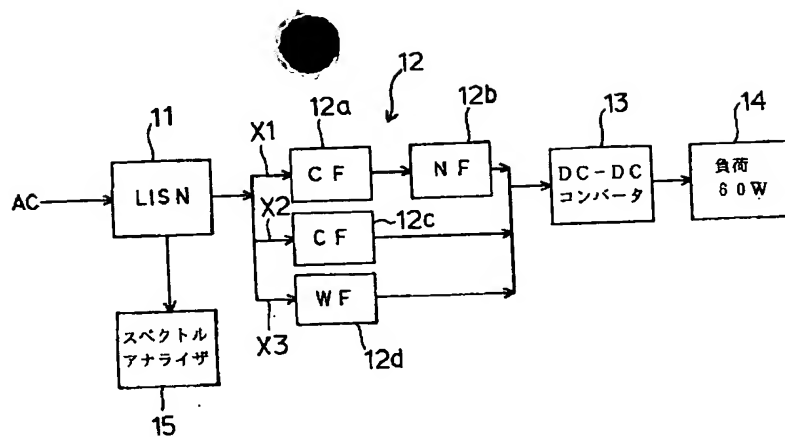 12
11
12a
12b
13
14
X1
AC
LISN
CF
NF
DC-DC
コンバータ
負荷
60W
X2
12c
CF
WF
X3
12d
スペクトル
アナライザ
15